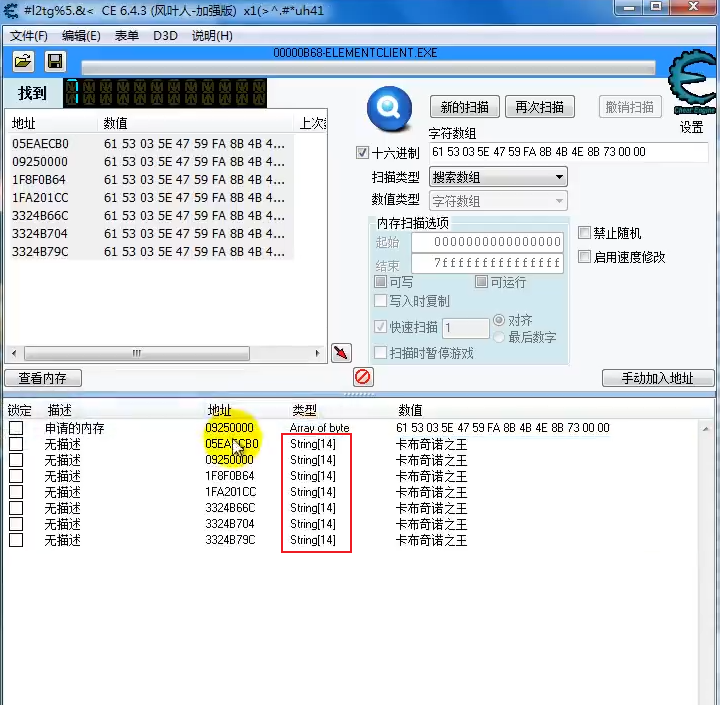 #l2tg%5.&< CE 6.4.3 (风叶人-加强版) x1(>^.#*uh41
文件(F) 编辑(E) 表单 D3D 说明(H)
00000B68-ELEMENTCLIENT.EXE
找到 7
地址 数值 上次
05EAECB0 61 53 03 5E 47 59 FA 8B 4B 4...
09250000 61 53 03 5E 47 59 FA 8B 4B 4...
1F8F0B64 61 53 03 5E 47 59 FA 8B 4B 4...
1FA201CC 61 53 03 5E 47 59 FA 8B 4B 4...
3324B66C 61 53 03 5E 47 59 FA 8B 4B 4...
3324B704 61 53 03 5E 47 59 FA 8B 4B 4...
3324B79C 61 53 03 5E 47 59 FA 8B 4B 4...
新的扫描 再次扫描 撤销扫描
Cheat Engine
设置
字符数组
十六进制 61 53 03 5E 47 59 FA 8B 4B 4E 8B 73 00 00
扫描类型 搜索数组
数值类型 字符数组
内存扫描选项
起始 0000000000000000
结束 7fffffffffffffff
可写 可运行
写入时复制
快速扫描 1 对齐
最后数字
扫描时暂停游戏
禁止随机
启用速度修改
查看内存 手动加入地址
锁定 描述 地址 类型 数值
申请的内存 09250000 Array of byte 61 53 03 5E 47 59 FA 8B 4B 4E 8B 73 00 00
无描述 05EAECB0 String[14] 卡布奇诺之王
无描述 09250000 String[14] 卡布奇诺之王
无描述 1F8F0B64 String[14] 卡布奇诺之王
无描述 1FA201CC String[14] 卡布奇诺之王
无描述 3324B66C String[14] 卡布奇诺之王
无描述 3324B704 String[14] 卡布奇诺之王
无描述 3324B79C String[14] 卡布奇诺之王